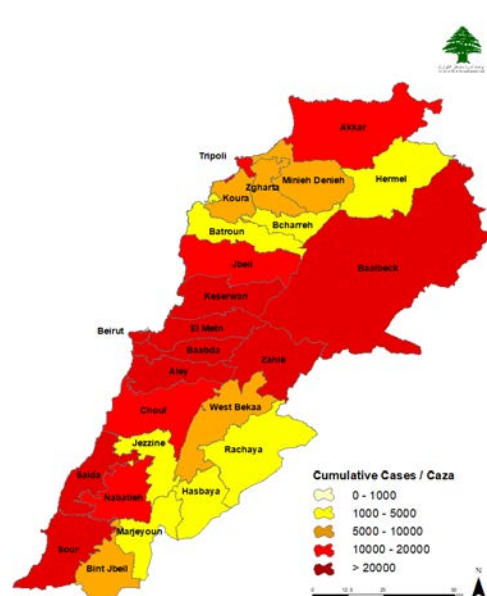 Akkar
Tripoli
Hermel
Minieh Denieh
Zgharta
Koura
Bcharreh
Batroun
Baalbeck
Jbeil
Keserwan
El Metn
Beirut
Baabda
Zahle
Aley
Chouf
West Bekaa
Jezzine
Rachaya
Saida
Hasbaya
Nabatieh
Marjeyoun
Sour
Bint Jbeil
Cumulative Cases / Caza
0 - 1000
1000 - 5000
5000 - 10000
10000 - 20000
> 20000
N